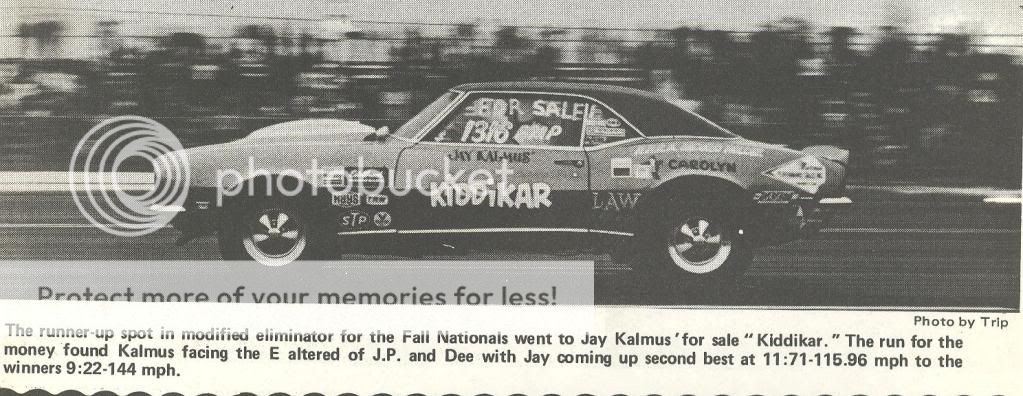 FOR SALE
1316 A/MP
JAY KALMUS
CAROLYN
photobucket
KIDDIKAR
LAW
STP
Protect more of your memories for less!
Photo by Trip
The runner-up spot in modified eliminator for the Fall Nationals went to Jay Kalmus 'for sale "Kiddikar." The run for the
money found Kalmus facing the E altered of J.P. and Dee with Jay coming up second best at 11:71-115.96 mph to the
winners 9:22-144 mph.